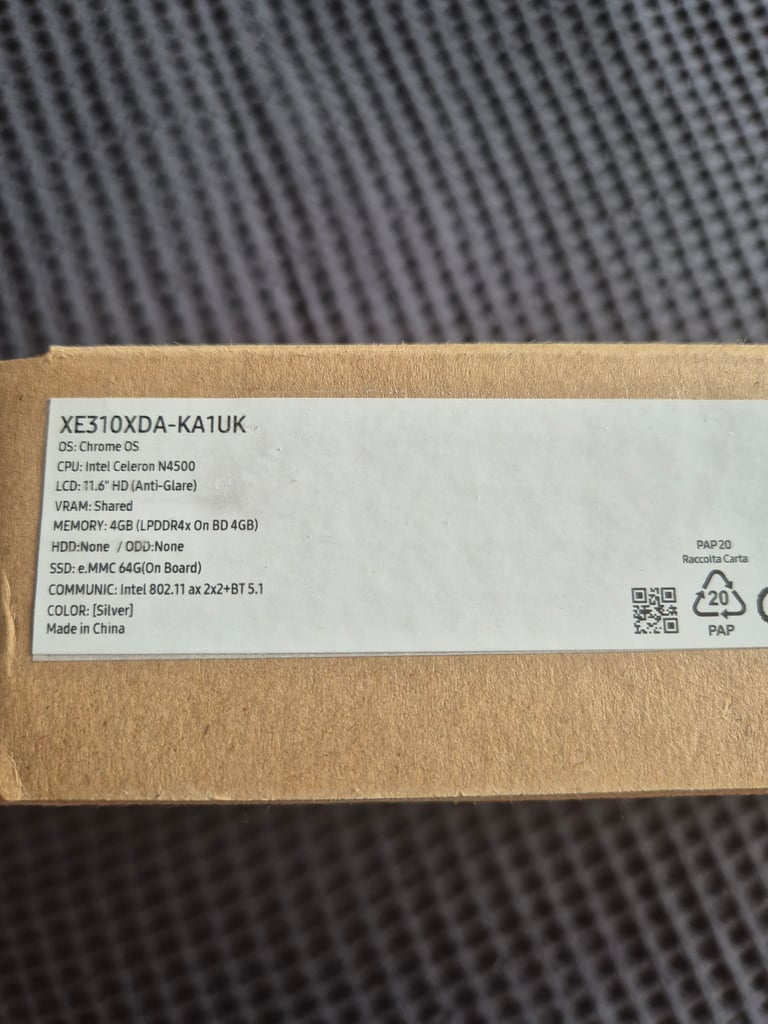 XE310XDA-KA1UK
OS: Chrome OS
CPU: Intel Celeron N4500
LCD: 11.6" HD (Anti-Glare)
VRAM: Shared
MEMORY: 4GB (LPDDR4x On BD 4GB)
HDD:None / ODD:None
SSD: e.MMC 64G(On Board)
COMMUNIC: Intel 802.11 ax 2x2+BT 5.1
COLOR: [Silver]
Made in China
PAP 20
Raccolta Carta
20
PAP